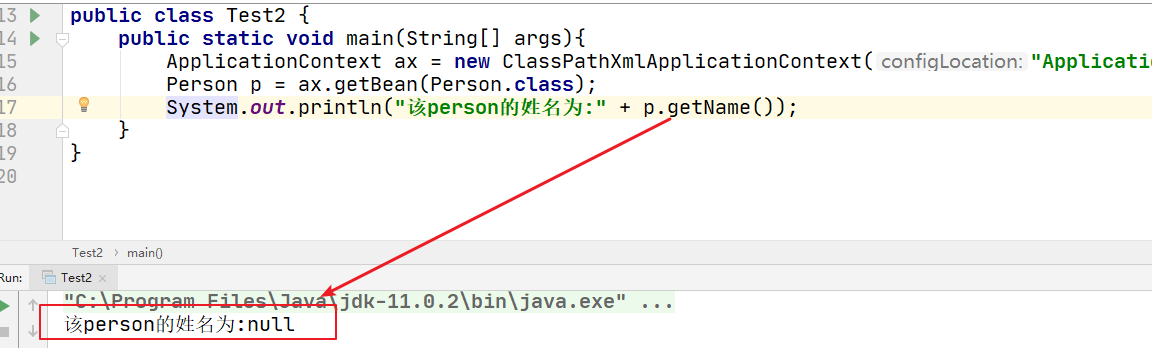 13 public class Test2 {
14 public static void main(String[] args){
15 ApplicationContext ax = new ClassPathXmlApplicationContext( configLocation: "Applicatio
16 Person p = ax.getBean(Person.class);
17 System.out.println("该person的姓名为:" + p.getName());
18 }
19 }
20
Test2 > main()
Run: Test2 ×
"C:\Program Files\Java\jdk-11.0.2\bin\java.exe" ...
该person的姓名为:null